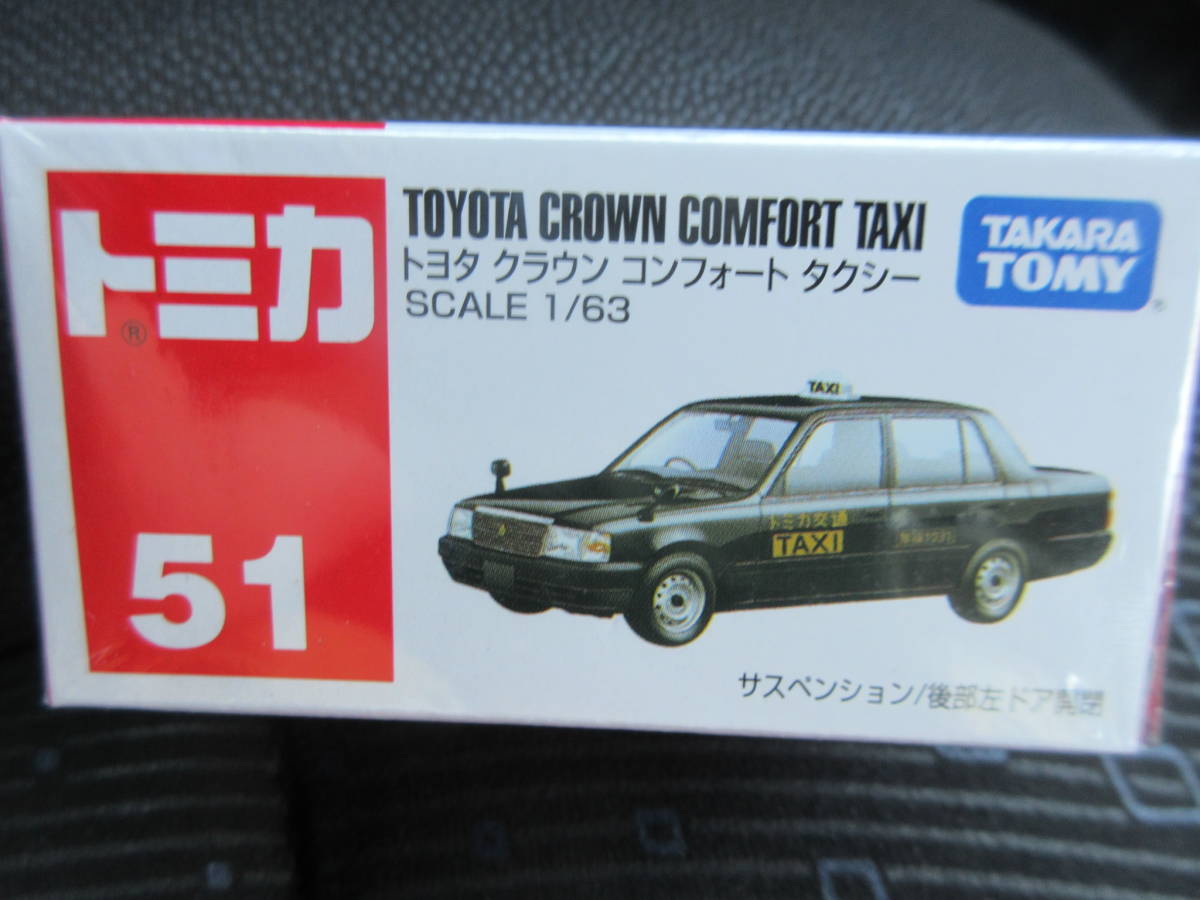 トミカ
®
51
TOYOTA CROWN COMFORT TAXI
トヨタ クラウン コンフォート タクシー
SCALE 1/63
TAKARA
TOMY
®
TAXI
トミカ交通
TAXI
サスペンション/後部左ドア開閉